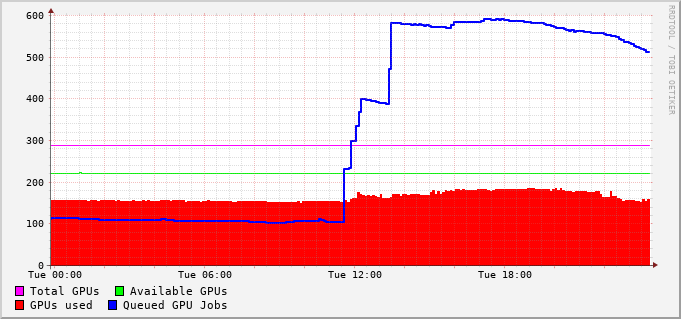 600
500
400
300
200
100
0
Tue 00:00 Tue 06:00 Tue 12:00 Tue 18:00
Total GPUs Available GPUs
GPUs used Queued GPU Jobs
RRDTOOL / TOBI OETIKER